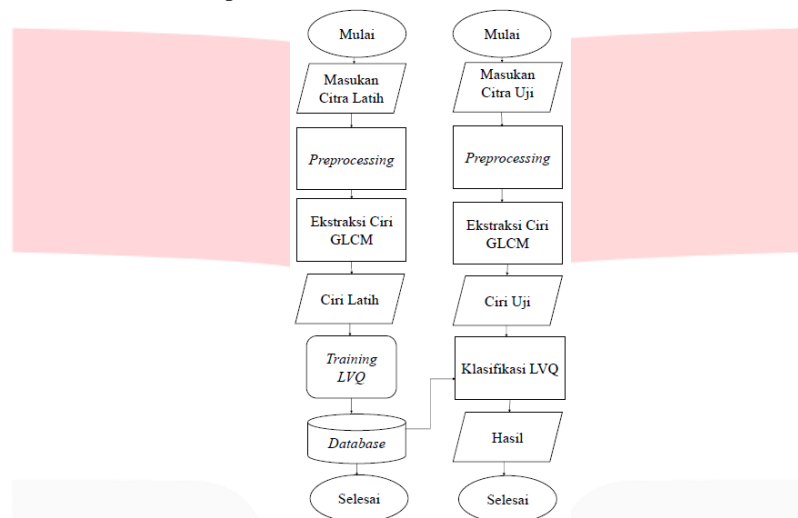 Mulai
Masukan
Citra Latih
Preprocessing
Ekstraksi Ciri
GLCM
Ciri Latih
Training
LVQ
Database
Selesai
Mulai
Masukan
Citra Uji
Preprocessing
Ekstraksi Ciri
GLCM
Ciri Uji
Klasifikasi LVQ
Hasil
Selesai